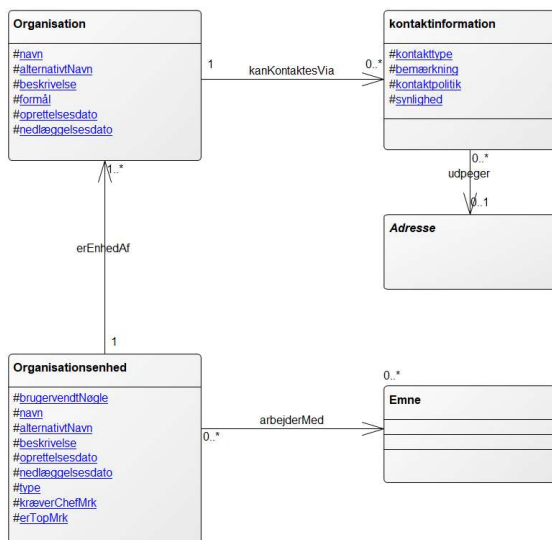 Organisation
#navn
#alternativtNavn
#beskrivelse
#formål
#oprettelsesdato
#nedlæggelsesdato
1
kanKontaktesVia
0..*
kontaktinformation
#kontakttype
#bemærkning
#kontaktpolitik
#synlighed
0..*
udpeger
0..1
Adresse
1..*
erEnhedAf
1
Organisationsenhed
#brugervendtNøgle
#navn
#alternativtNavn
#beskrivelse
#oprettelsesdato
#nedlæggelsesdato
#type
#kræverChefMrk
#erTopMrk
0..*
arbejderMed
0..*
Emne